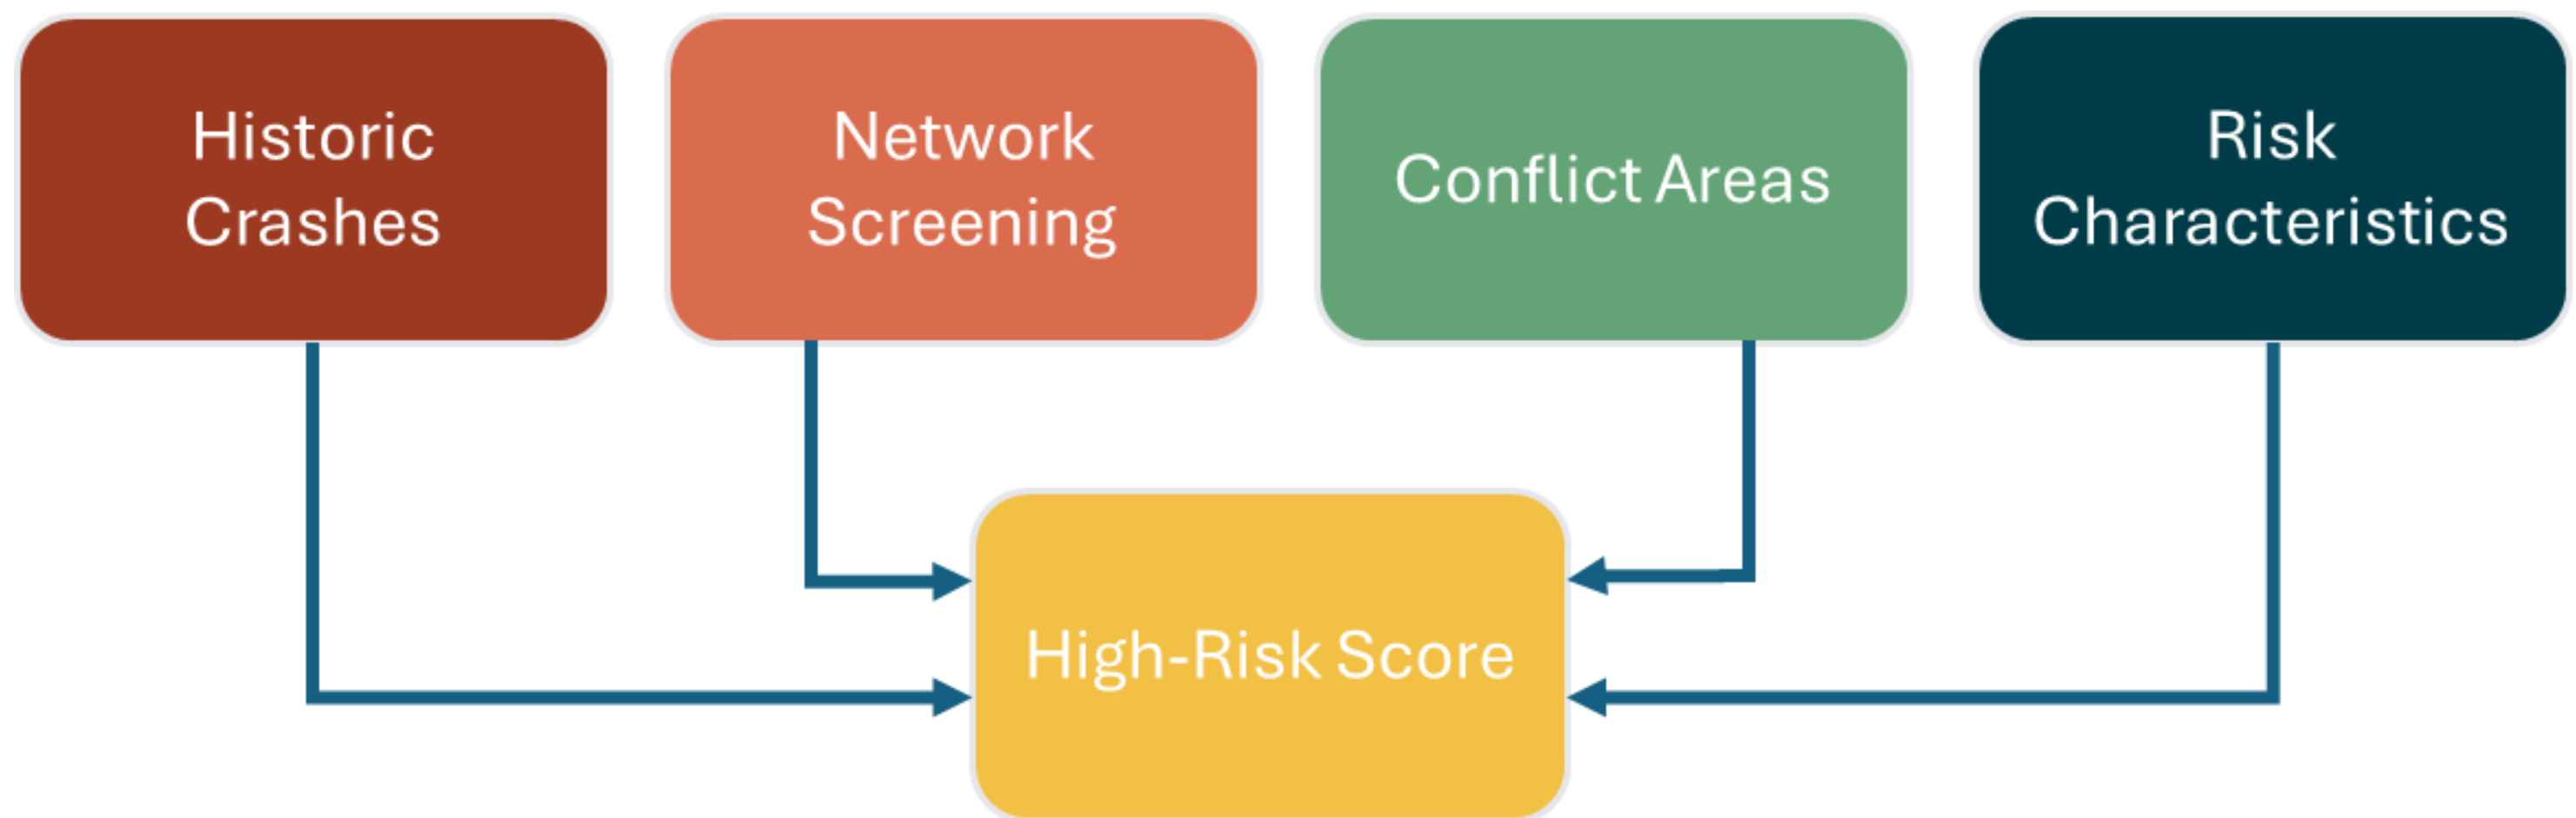 Historic
Crashes
Network
Screening
Conflict Areas
Risk
Characteristics
High-Risk Score